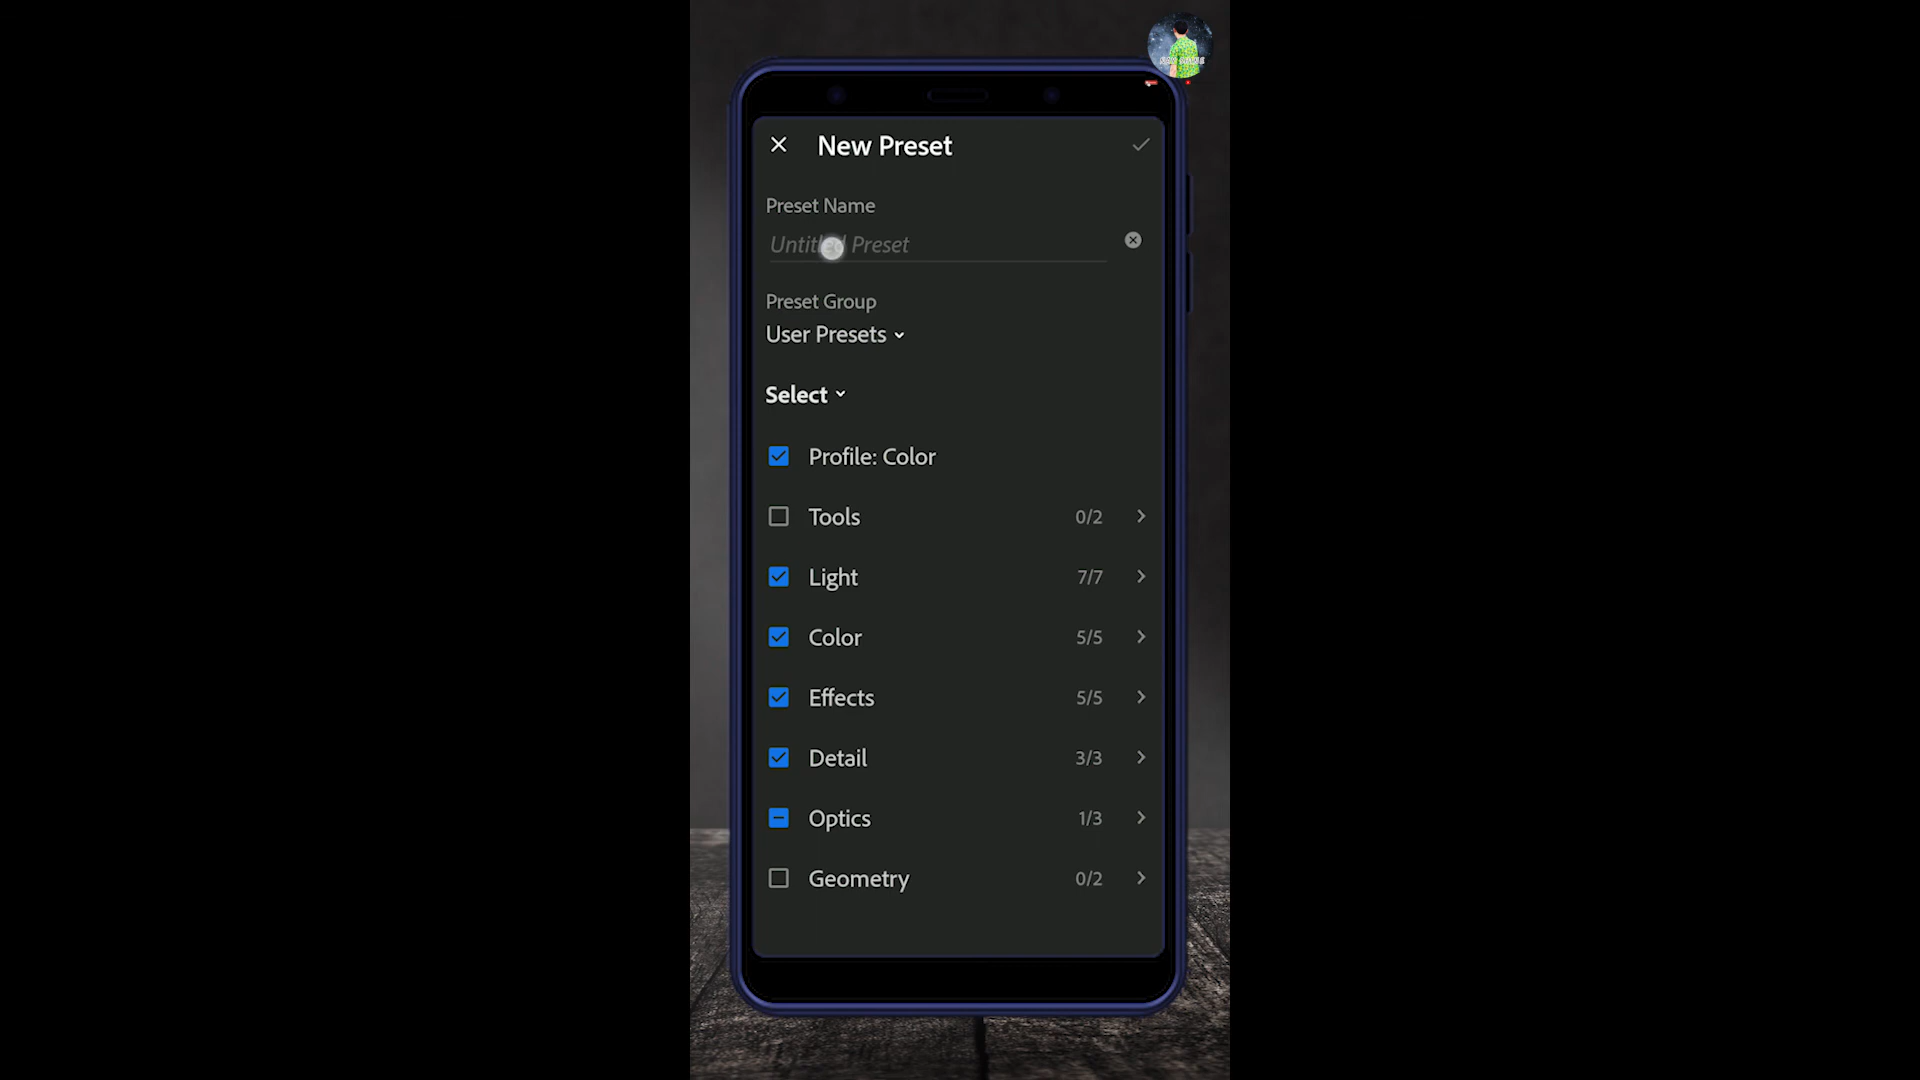 New Preset
Preset Name
Untitled Preset
Preset Group
User Presets
Select
Profile: Color
Tools 0/2
Light 7/7
Color 5/5
Effects 5/5
Detail 3/3
Optics 1/3
Geometry 0/2